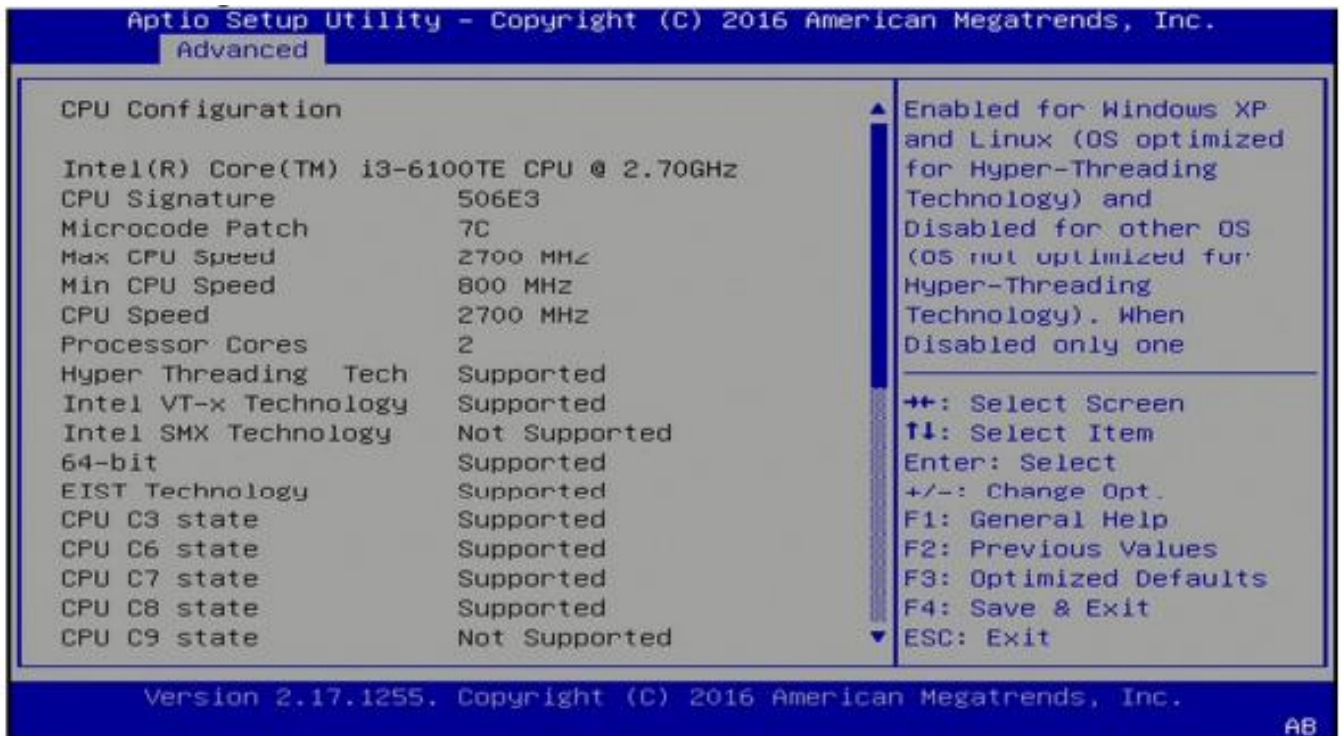 Aptio Setup Utility – Copyright (C) 2016 American Megatrends, Inc.
Advanced
CPU Configuration
Intel(R) Core(TM) i3-6100TE CPU @ 2.70GHz
CPU Signature 506E3
Microcode Patch 7C
Max CPU Speed 2700 MHz
Min CPU Speed 800 MHz
CPU Speed 2700 MHz
Processor Cores 2
Hyper Threading Tech Supported
Intel VT-x Technology Supported
Intel SMX Technology Not Supported
64-bit Supported
EIST Technology Supported
CPU C3 state Supported
CPU C6 state Supported
CPU C7 state Supported
CPU C8 state Supported
CPU C9 state Not Supported
Enabled for Windows XP
and Linux (OS optimized
for Hyper-Threading
Technology) and
Disabled for other OS
(OS not optimized for
Hyper-Threading
Technology). When
Disabled only one
→←: Select Screen
↑↓: Select Item
Enter: Select
+/-: Change Opt.
F1: General Help
F2: Previous Values
F3: Optimized Defaults
F4: Save & Exit
ESC: Exit
Version 2.17.1255. Copyright (C) 2016 American Megatrends, Inc.
AB